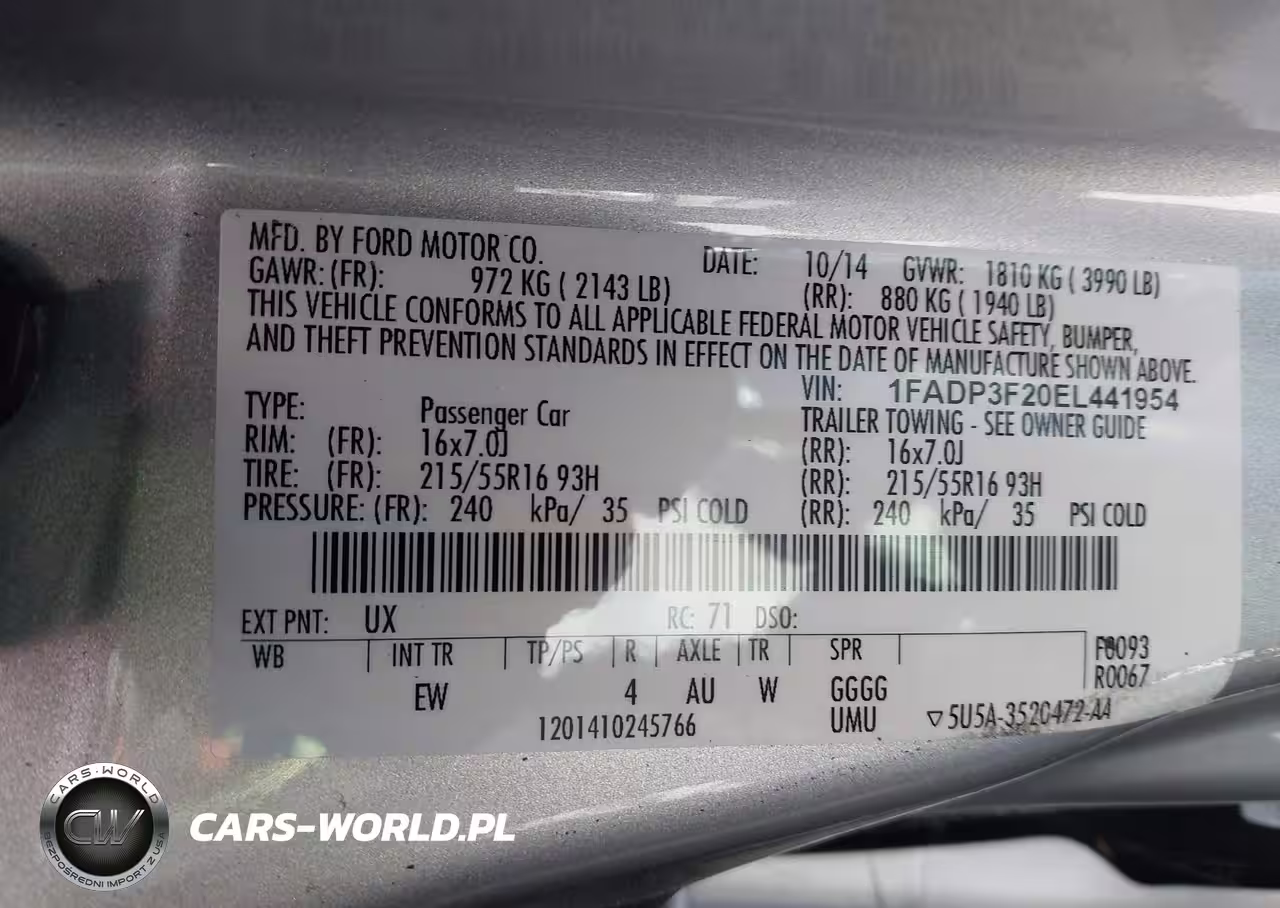 MFD. BY FORD MOTOR CO. DATE: 10/14 GVWR: 1810 KG ( 3990 LB)
GAWR: (FR): 972 KG ( 2143 LB) (RR): 880 KG ( 1940 LB)
THIS VEHICLE CONFORMS TO ALL APPLICABLE FEDERAL MOTOR VEHICLE SAFETY, BUMPER,
AND THEFT PREVENTION STANDARDS IN EFFECT ON THE DATE OF MANUFACTURE SHOWN ABOVE.
VIN: 1FADP3F20EL441954
TYPE: Passenger Car TRAILER TOWING - SEE OWNER GUIDE
RIM: (FR): 16x7.0J (RR): 16x7.0J
TIRE: (FR): 215/55R16 93H (RR): 215/55R16 93H
PRESSURE: (FR): 240 kPa/ 35 PSI COLD (RR): 240 kPa/ 35 PSI COLD
EXT PNT: UX RC: 71 DSO:
WB INT TR TP/PS R AXLE TR SPR F0093
EW 4 AU W GGGG R0067
1201410245766 UMU ▽ 5U5A-3520472-AA
CARS-WORLD
CW
BEZPOŚREDNI IMPORT Z USA
CARS-WORLD.PL